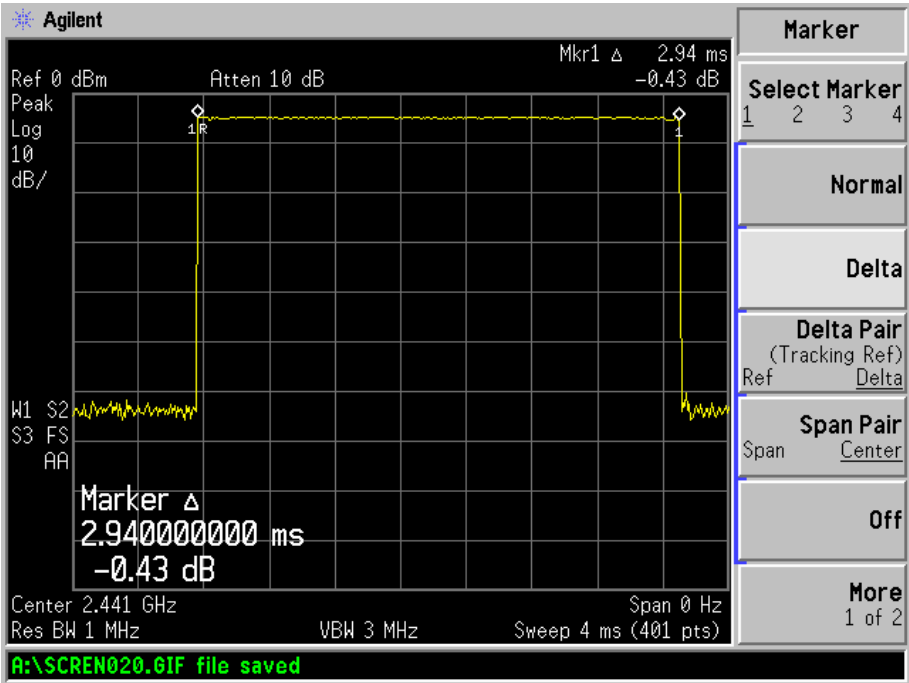 Agilent
Mkr1 Δ 2.94 ms
Ref 0 dBm Atten 10 dB -0.43 dB
Peak
Log
10
dB/
1R
1
W1 S2
S3 FS
AA
Marker Δ
2.940000000 ms
-0.43 dB
Center 2.441 GHz Span 0 Hz
Res BW 1 MHz VBW 3 MHz Sweep 4 ms (401 pts)
A:\SCREN020.GIF file saved
Marker
Select Marker
1 2 3 4
Normal
Delta
Delta Pair
(Tracking Ref)
Ref Delta
Span Pair
Span Center
Off
More
1 of 2